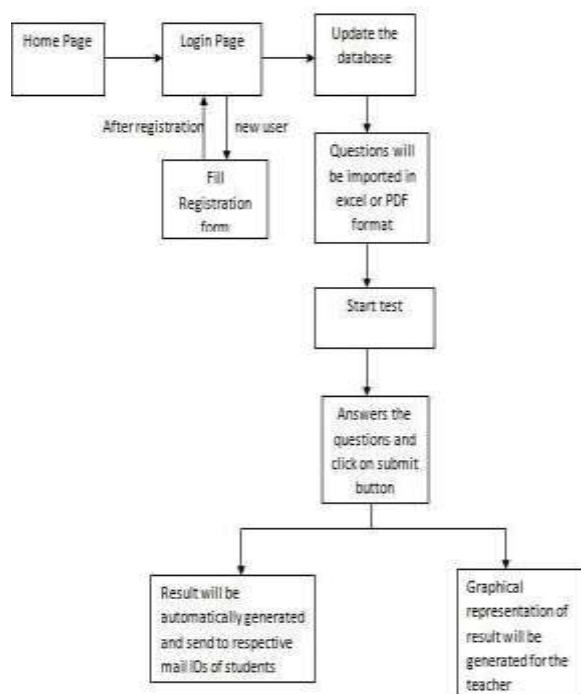 Home Page
Login Page
Update the
database
After registration
new user
Fill
Registration
form
Questions will
be imported in
excel or PDF
format
Start test
Answers the
questions and
click on submit
button
Result will be
automatically generated
and send to respective
mail IDs of students
Graphical
representation of
result will be
generated for the
teacher